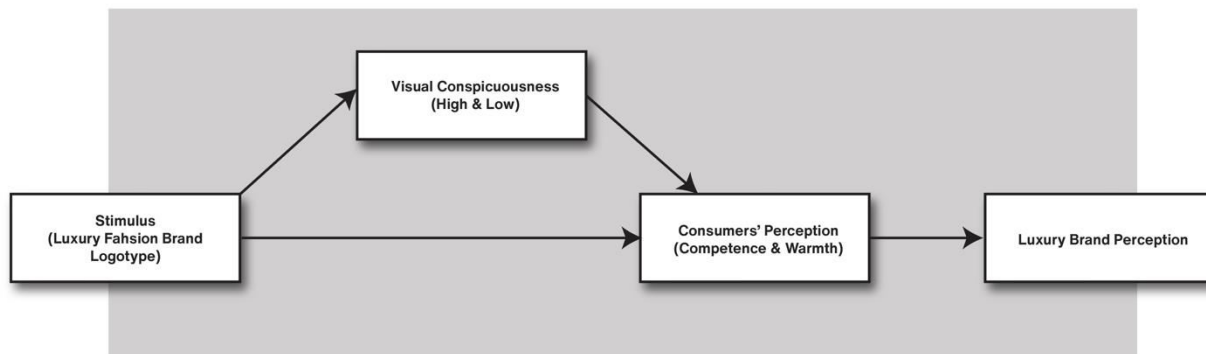 Visual Conspicuousness
(High & Low)
Stimulus
(Luxury Fahsion Brand
Logotype)
Consumers' Perception
(Competence & Warmth)
Luxury Brand Perception